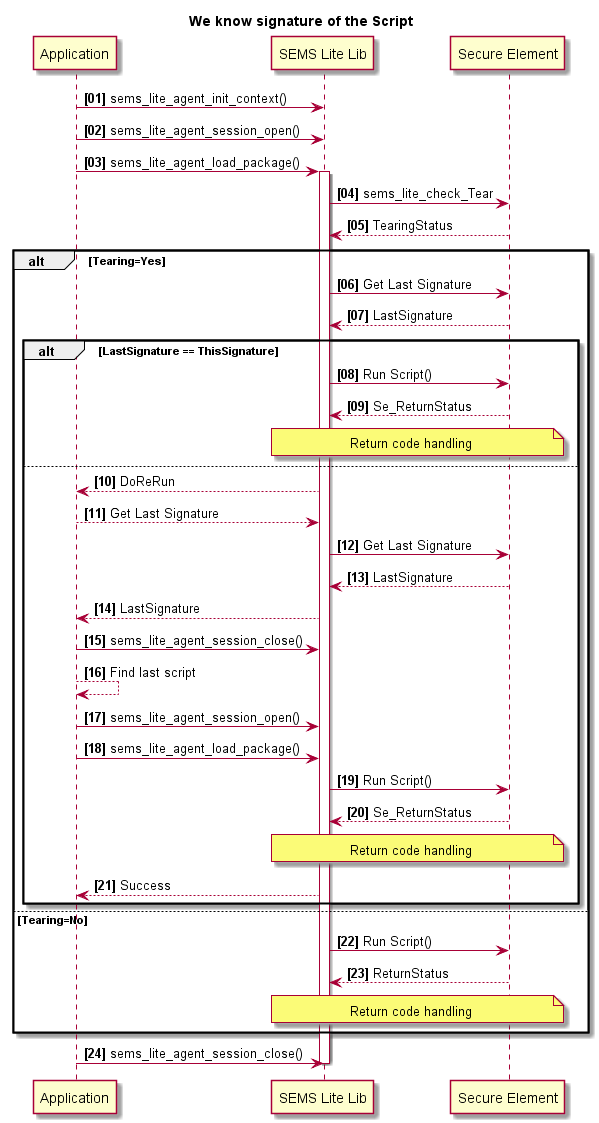 We know signature of the Script
Application SEMS Lite Lib Secure Element
[01] sems_lite_agent_init_context()
[02] sems_lite_agent_session_open()
[03] sems_lite_agent_load_package()
[04] sems_lite_check_Tear
[05] TearingStatus
alt [Tearing=Yes]
[06] Get Last Signature
[07] LastSignature
alt [LastSignature == ThisSignature]
[08] Run Script()
[09] Se_ReturnStatus
Return code handling
[10] DoReRun
[11] Get Last Signature
[12] Get Last Signature
[13] LastSignature
[14] LastSignature
[15] sems_lite_agent_session_close()
[16] Find last script
[17] sems_lite_agent_session_open()
[18] sems_lite_agent_load_package()
[19] Run Script()
[20] Se_ReturnStatus
Return code handling
[21] Success
[Tearing=No]
[22] Run Script()
[23] ReturnStatus
Return code handling
[24] sems_lite_agent_session_close()
Application SEMS Lite Lib Secure Element